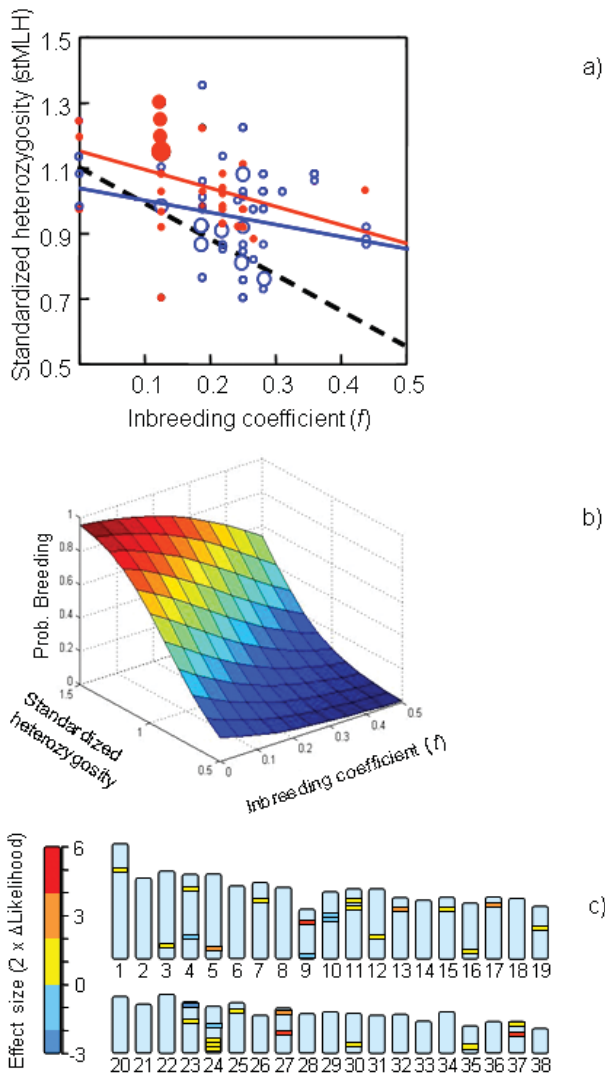 a)
Standardized heterozygosity (stMLH)
1.5
1.3
1.1
0.9
0.7
0.5
0.1 0.2 0.3 0.4 0.5
Inbreeding coefficient (f)
b)
Prob. Breeding
1
0.8
0.6
0.4
0.2
0
1.5
1
0.5
Standardized
heterozygosity
0 0.1 0.2 0.3 0.4 0.5
Inbreeding coefficient (f)
c)
Effect size (2 x ΔLikelihood)
6
3
0
-3
1 2 3 4 5 6 7 8 9 10 11 12 13 14 15 16 17 18 19
20 21 22 23 24 25 26 27 28 29 30 31 32 33 34 35 36 37 38